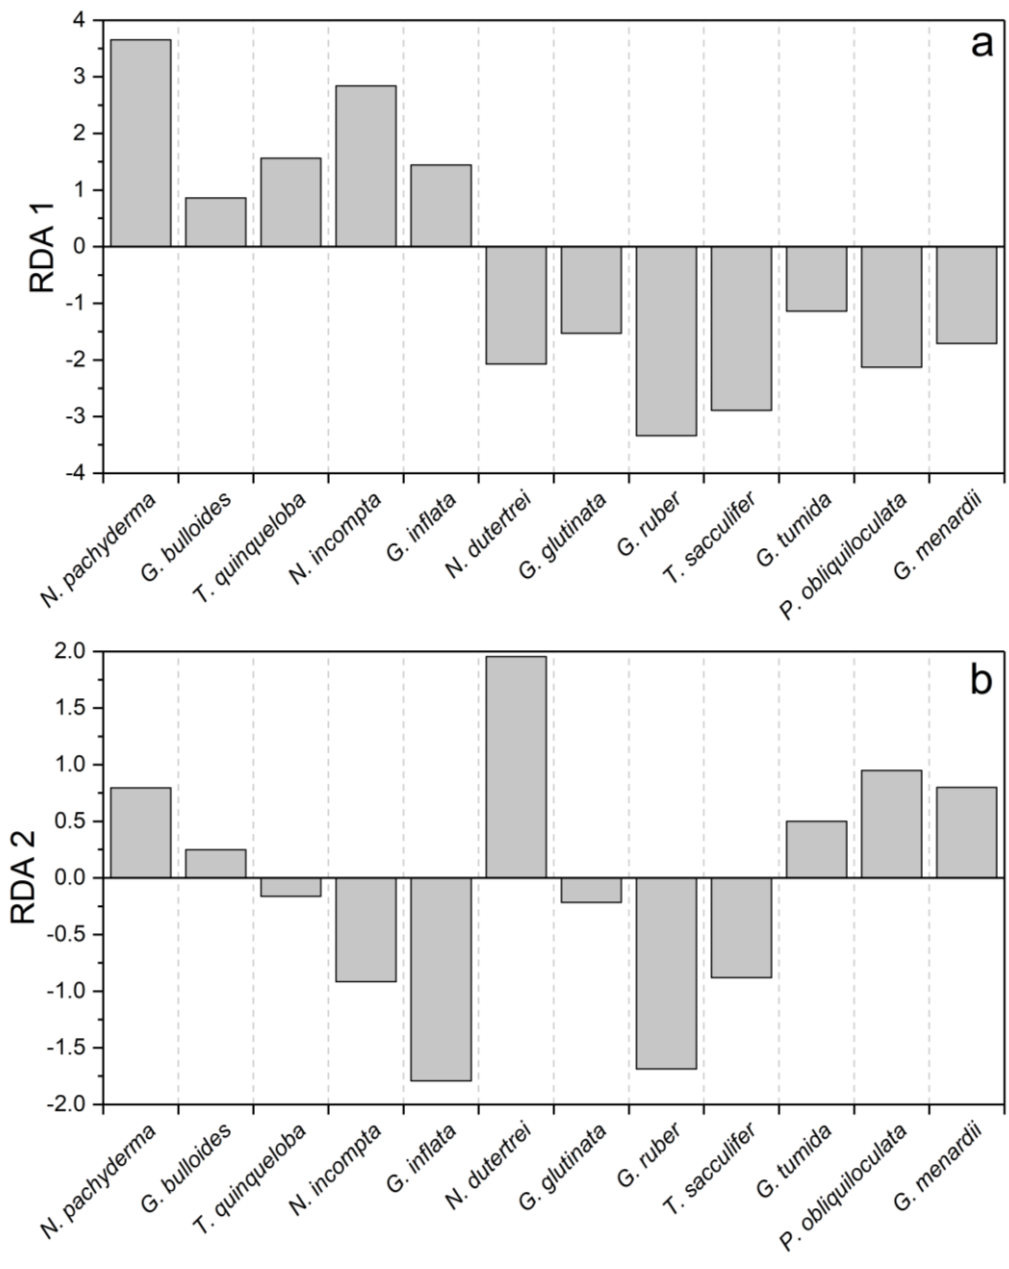 a
4
3
2
1
0
-1
-2
-3
-4
RDA 1
N. pachyderma
G. bulloides
T. quinqueloba
N. incompta
G. inflata
N. dutertrei
G. glutinata
G. ruber
T. sacculifer
G. tumida
P. obliquiloculata
G. menardii
b
2.0
1.5
1.0
0.5
0.0
-0.5
-1.0
-1.5
-2.0
RDA 2
N. pachyderma
G. bulloides
T. quinqueloba
N. incompta
G. inflata
N. dutertrei
G. glutinata
G. ruber
T. sacculifer
G. tumida
P. obliquiloculata
G. menardii